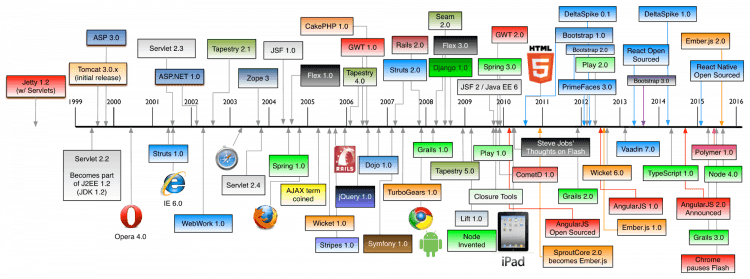 Jetty 1.2
(w/ Servlets)
ASP 3.0
Tomcat 3.0.x
(initial release)
Servlet 2.3
ASP.NET 1.0
Tapestry 2.1
Zope 3
JSF 1.0
Flex 1.0
CakePHP 1.0
GWT 1.0
Tapestry
4.0
Rails 2.0
Struts 2.0
Seam
2.0
Flex 3.0
Django 1.0
GWT 2.0
Spring 3.0
JSF 2 / Java EE 6
HTML
5
DeltaSpike 0.1
Bootstrap 1.0
Bootstrap 2.0
Play 2.0
PrimeFaces 3.0
DeltaSpike 1.0
React Open
Sourced
Bootstrap 3.0
Ember.js 2.0
React Native
Open Sourced
1999
2000
2001
2002
2003
2004
2005
2006
2007
2008
2009
2010
2011
2012
2013
2014
2015
2016
Servlet 2.2
Becomes part
of J2EE 1.2
(JDK 1.2)
Opera 4.0
Struts 1.0
IE 6.0
WebWork 1.0
Servlet 2.4
Spring 1.0
AJAX term
coined
Wicket 1.0
Stripes 1.0
RAILS
jQuery 1.0
Dojo 1.0
Symfony 1.0
TurboGears 1.0
Grails 1.0
Tapestry 5.0
Lift 1.0
Node
Invented
Play 1.0
Closure Tools
iPad
Steve Jobs'
Thoughts on Flash
CometD 1.0
AngularJS
Open Sourced
SproutCore 2.0
becomes Ember.js
Grails 2.0
Wicket 6.0
AngularJS 1.0
Ember.js 1.0
Vaadin 7.0
TypeScript 1.0
AngularJS 2.0
Announced
Polymer 1.0
Node 4.0
Grails 3.0
Chrome
pauses Flash